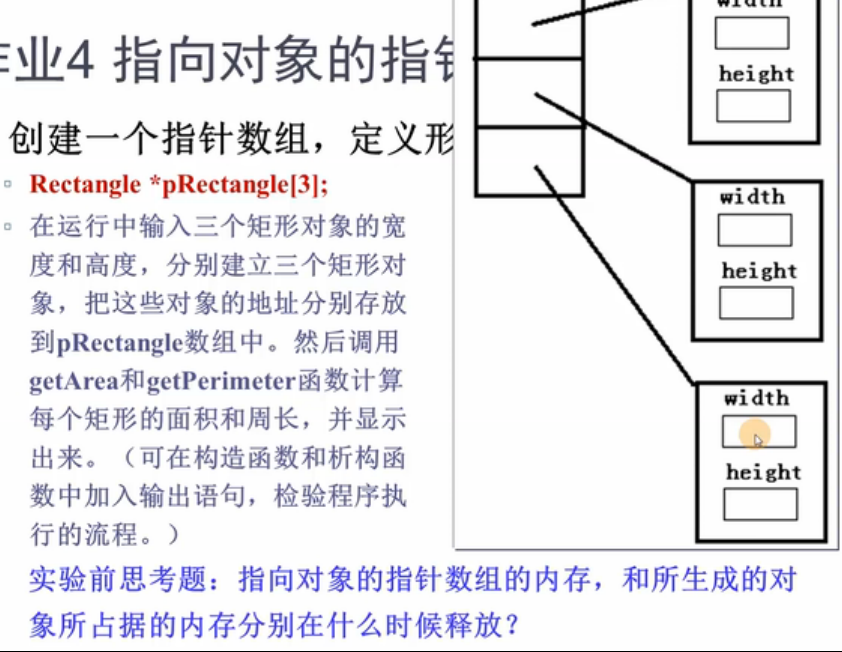 业4 指向对象的指
创建一个指针数组，定义形
Rectangle *pRectangle[3];
在运行中输入三个矩形对象的宽
度和高度，分别建立三个矩形对
象，把这些对象的地址分别存放
到pRectangle数组中。然后调用
getArea和getPerimeter函数计算
每个矩形的面积和周长，并显示
出来。（可在构造函数和析构函
数中加入输出语句，检验程序执
行的流程。）
实验前思考题：指向对象的指针数组的内存，和所生成的对
象所占据的内存分别在什么时候释放？
width
height
width
height
width
height